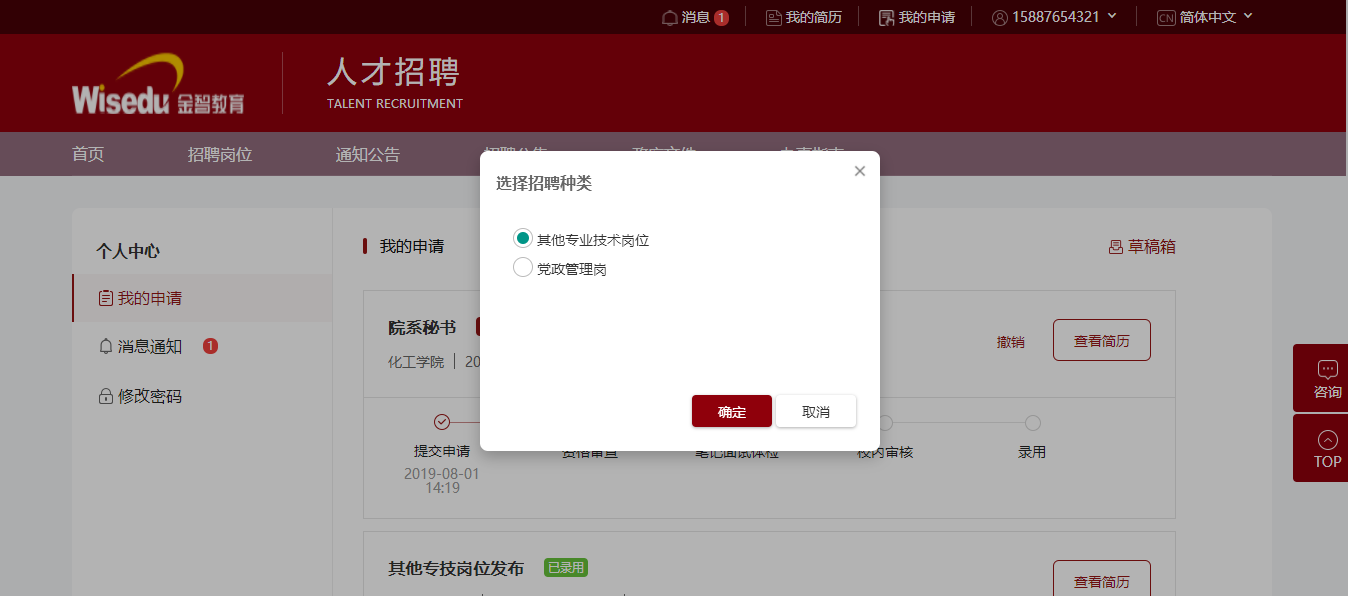 消息 1 我的简历 我的申请 15887654321 CN 简体中文
Wisedu 金智教育
人才招聘
TALENT RECRUITMENT
首页 招聘岗位 通知公告
选择招聘种类
其他专业技术岗位
党政管理岗
确定 取消
个人中心
我的申请
消息通知 1
修改密码
我的申请 草稿箱
院系秘书
化工学院 20
撤销 查看简历
提交申请 资格审查 笔记面试体检 校内审核 录用
2019-08-01
14:19
其他专技岗位发布 已录用
查看简历
咨询
TOP